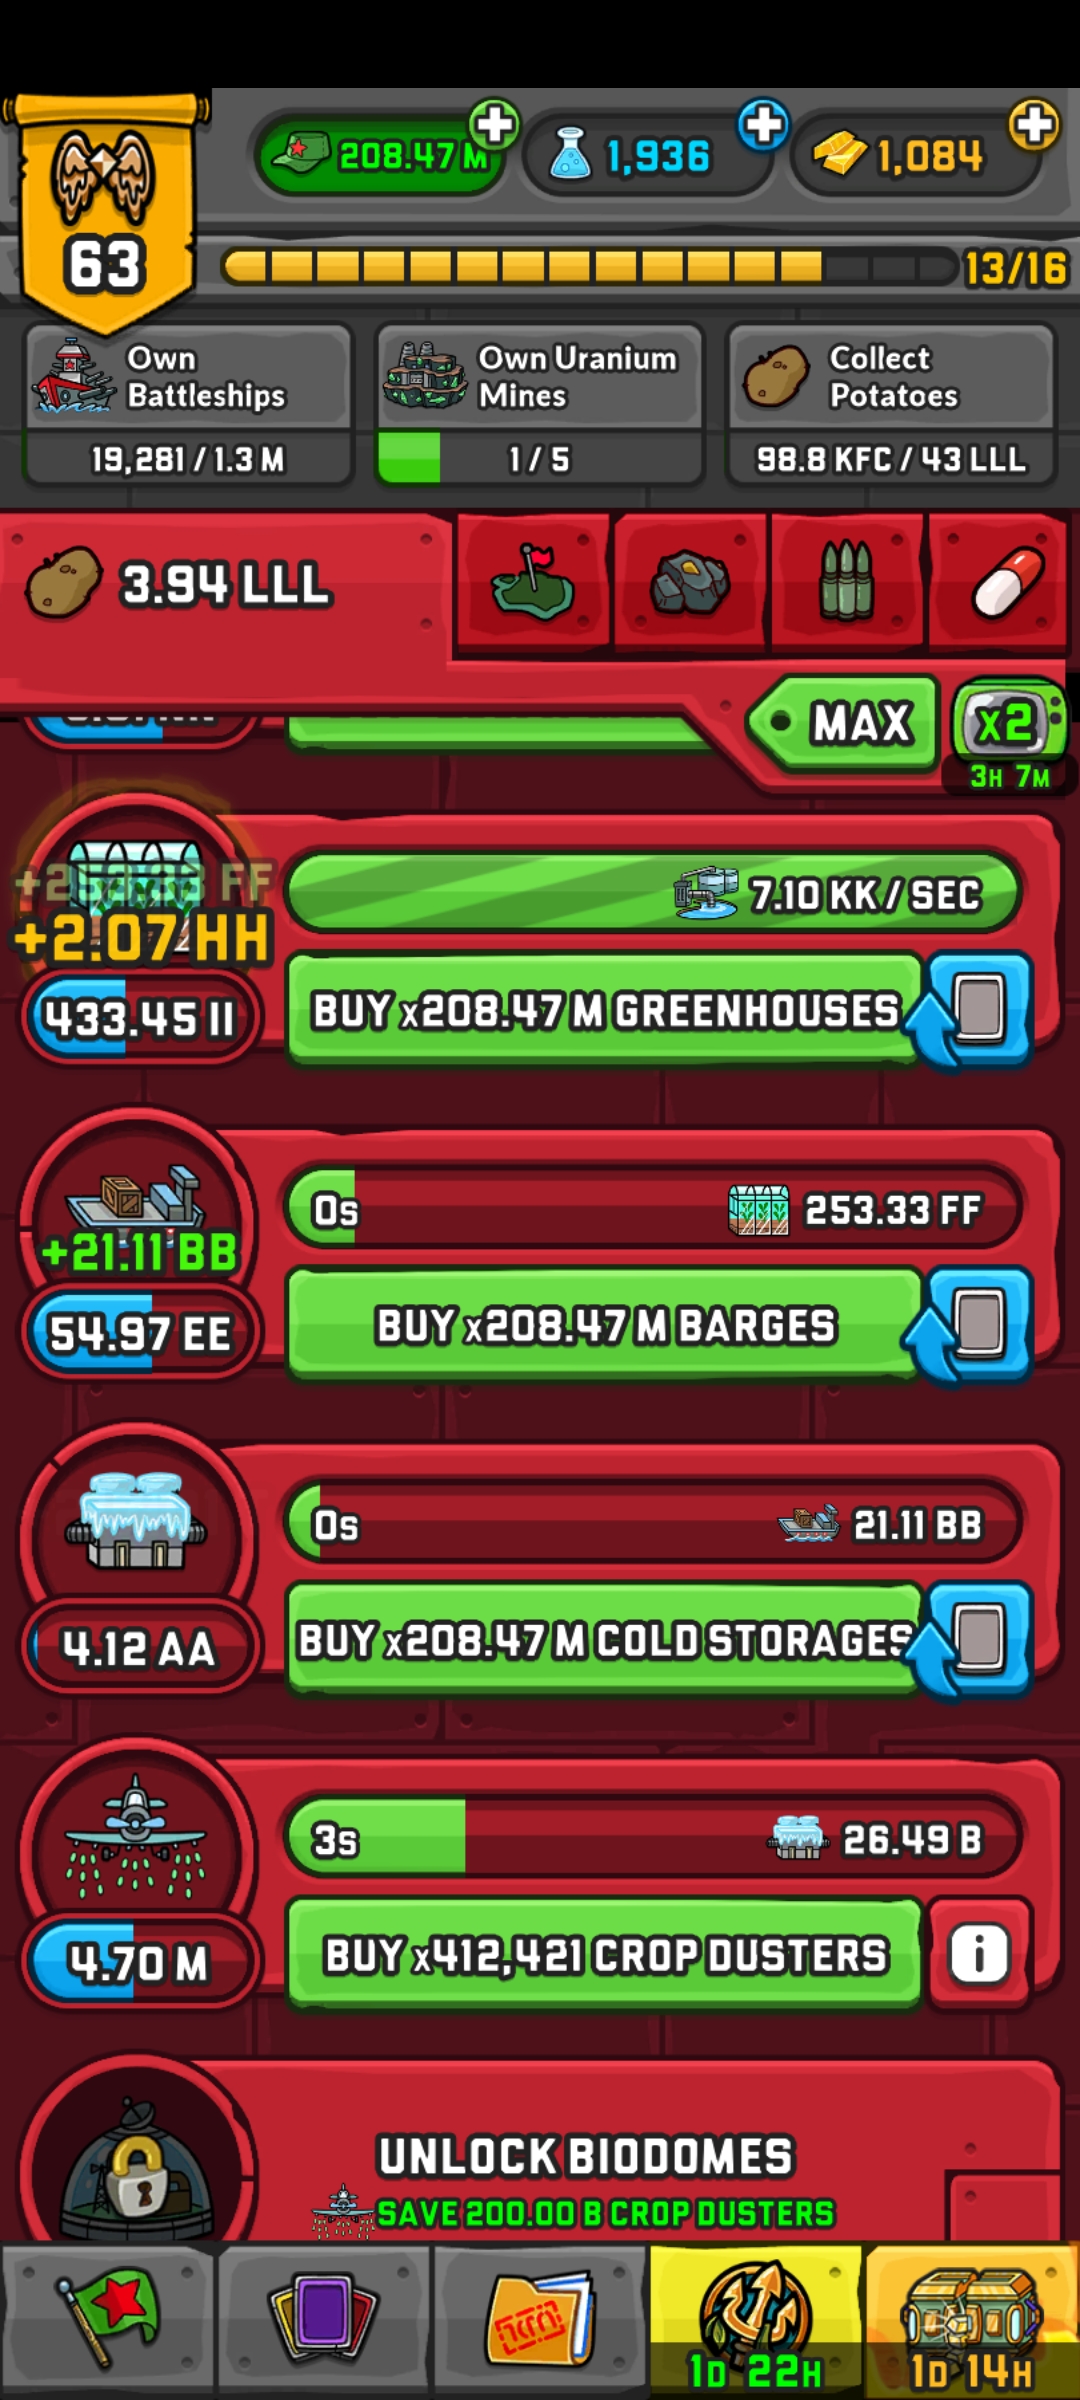 208.47 M
1,936
1,084
63
13/16
Own
Battleships
19,281 / 1.3 M
Own Uranium
Mines
1 / 5
Collect
Potatoes
98.8 KFC / 43 LLL
3.94 LLL
MAX
x2
3H 7M
+2.07 HH
7.10 KK / SEC
433.45 II
BUY x208.47 M GREENHOUSES
+21.11 BB
0s
253.33 FF
54.97 EE
BUY x208.47 M BARGES
0s
21.11 BB
4.12 AA
BUY x208.47 M COLD STORAGES
3s
26.49 B
4.70 M
BUY x412,421 CROP DUSTERS
i
UNLOCK BIODOMES
SAVE 200.00 B CROP DUSTERS
1D 22H
1D 14H